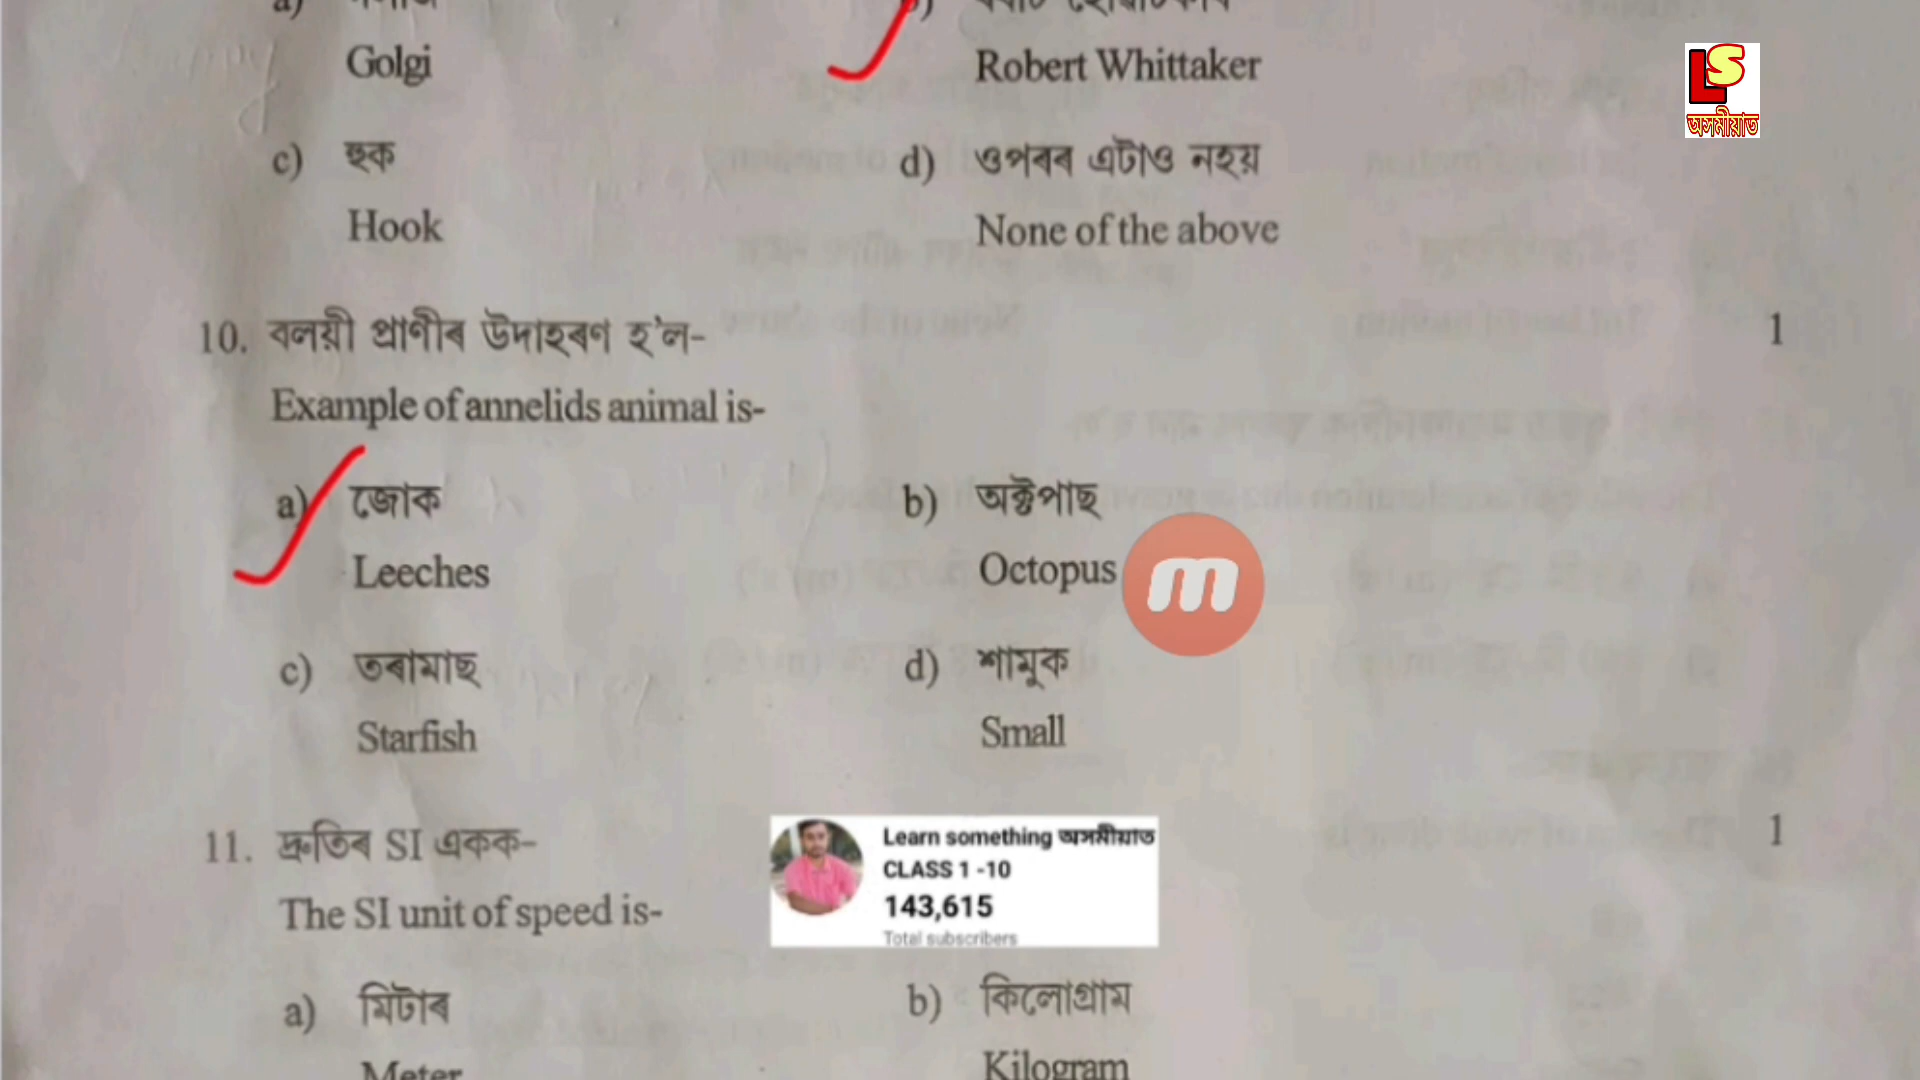 Golgi
Robert Whittaker
LS
অসমীয়াত
c) হুক
d) ওপৰৰ এটাও নহয়
Hook
None of the above
10. বলয়ী প্ৰাণীৰ উদাহৰণ হ'ল- 1
Example of annelids animal is-
a) জোক
b) অক্টপাছ
Leeches
Octopus
m
c) তৰামাছ
d) শামুক
Starfish
Small
11. দ্ৰুতিৰ SI একক- 1
The SI unit of speed is-
Learn something অসমীয়াত
CLASS 1 -10
143,615
Total subscribers
a) মিটাৰ
b) কিলোগ্ৰাম
Meter
Kilogram